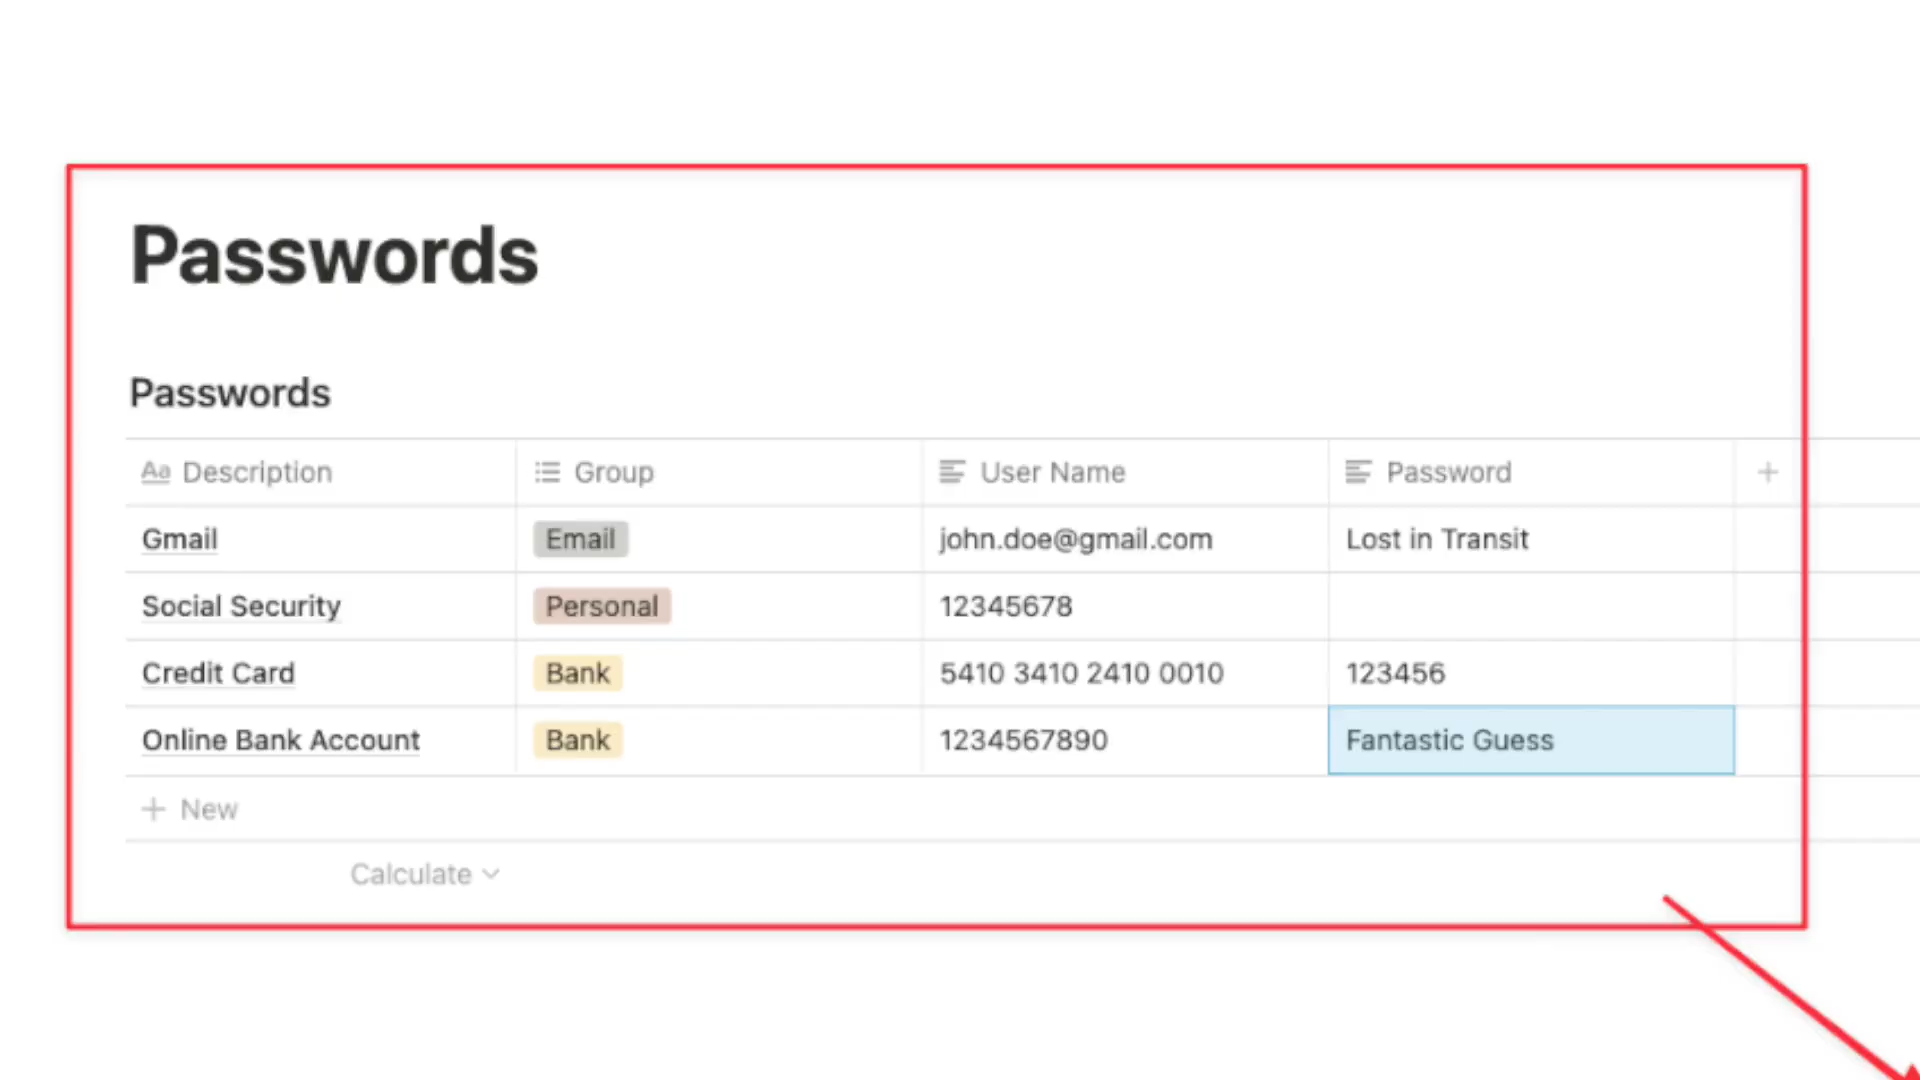 Passwords
Passwords
Aa Description Group User Name Password
Gmail Email john.doe@gmail.com Lost in Transit
Social Security Personal 12345678
Credit Card Bank 5410 3410 2410 0010 123456
Online Bank Account Bank 1234567890 Fantastic Guess
+ New
Calculate